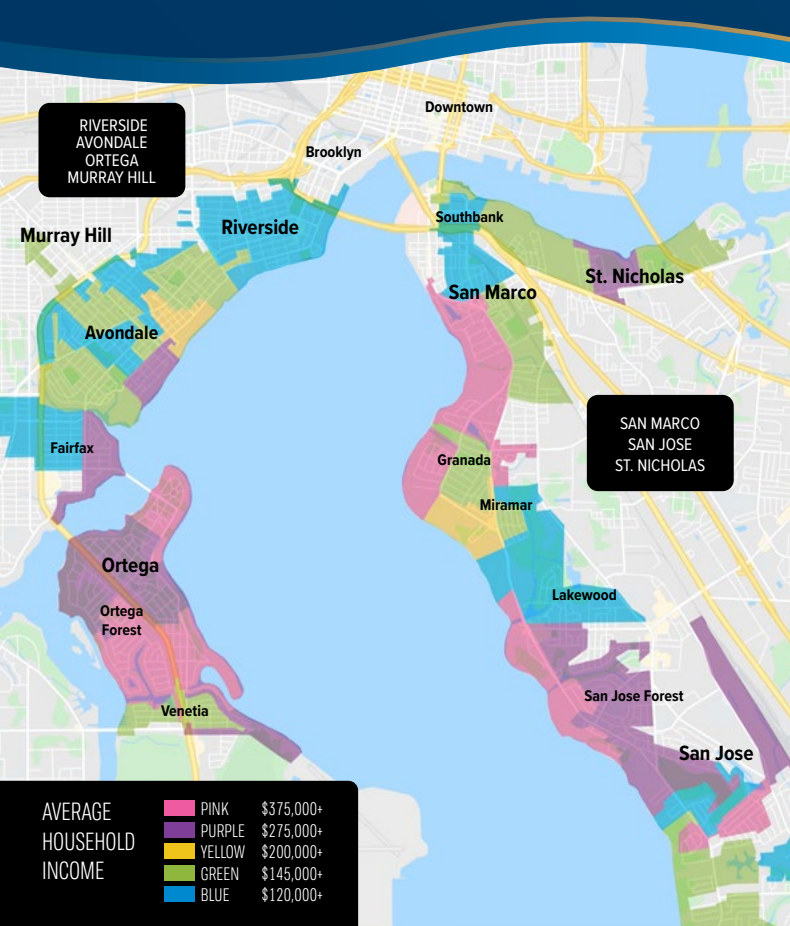 Downtown
RIVERSIDE
AVONDALE
ORTEGA
MURRAY HILL
Brooklyn
Southbank
Riverside
Murray Hill
St. Nicholas
San Marco
Avondale
SAN MARCO
SAN JOSE
ST. NICHOLAS
Fairfax
Granada
Miramar
Ortega
Lakewood
Ortega
Forest
San Jose Forest
Venetia
San Jose
AVERAGE
HOUSEHOLD
INCOME
PINK $375,000+
PURPLE $275,000+
YELLOW $200,000+
GREEN $145,000+
BLUE $120,000+